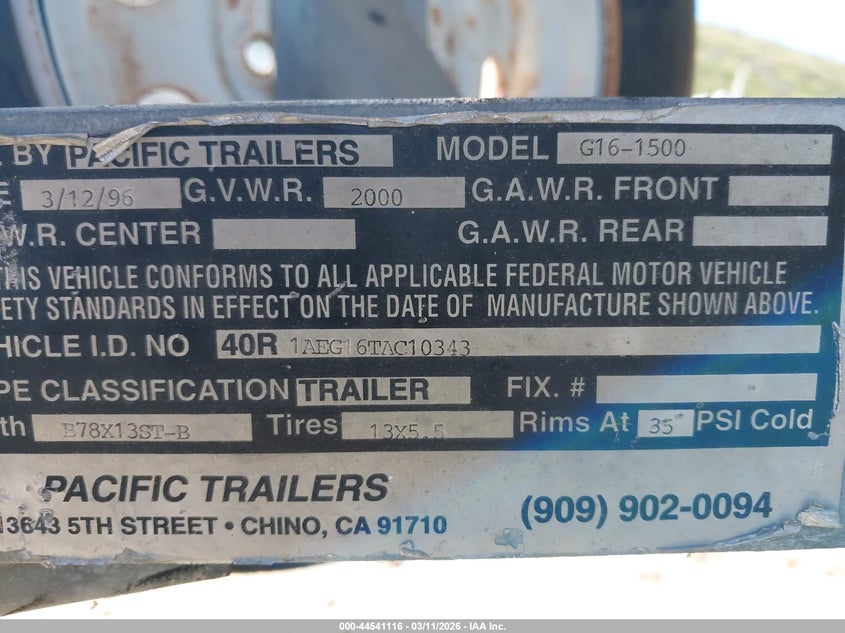 BY PACIFIC TRAILERS MODEL G16-1500
3/12/96 G.V.W.R. 2000 G.A.W.R. FRONT
W.R. CENTER G.A.W.R. REAR
HIS VEHICLE CONFORMS TO ALL APPLICABLE FEDERAL MOTOR VEHICLE
ETY STANDARDS IN EFFECT ON THE DATE OF MANUFACTURE SHOWN ABOVE.
HICLE I.D. NO 40R 1AEG16TAC10343
PE CLASSIFICATION TRAILER FIX. #
th B78X13ST-B Tires 13X5.5 Rims At 35 PSI Cold
PACIFIC TRAILERS
13643 5TH STREET • CHINO, CA 91710 (909) 902-0094
000-44541116 - 03/11/2026 - IAA Inc.